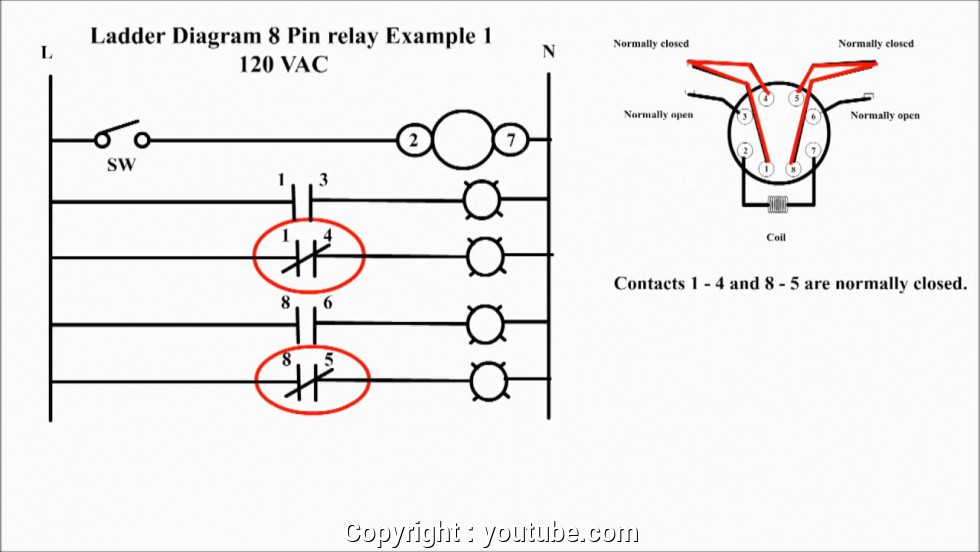 Ladder Diagram 8 Pin relay Example 1
120 VAC
L
N
SW
2
7
1 3
1 4
8 6
8 5
Normally closed
Normally closed
Normally open
Normally open
4
5
3
6
2
7
1
8
Coil
Contacts 1 - 4 and 8 - 5 are normally closed.
Copyright : youtube.com